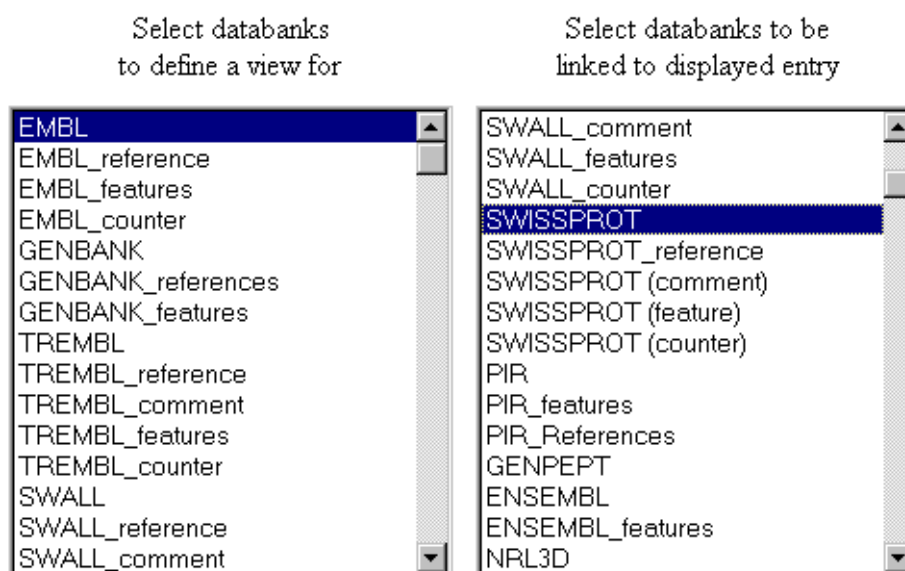 Select databanks
to define a view for
EMBL
EMBL_reference
EMBL_features
EMBL_counter
GENBANK
GENBANK_references
GENBANK_features
TREMBL
TREMBL_reference
TREMBL_comment
TREMBL_features
TREMBL_counter
SWALL
SWALL_reference
SWALL_comment
Select databanks to be
linked to displayed entry
SWALL_comment
SWALL_features
SWALL_counter
SWISSPROT
SWISSPROT_reference
SWISSPROT (comment)
SWISSPROT (feature)
SWISSPROT (counter)
PIR
PIR_features
PIR_References
GENPEPT
ENSEMBL
ENSEMBL_features
NRL3D